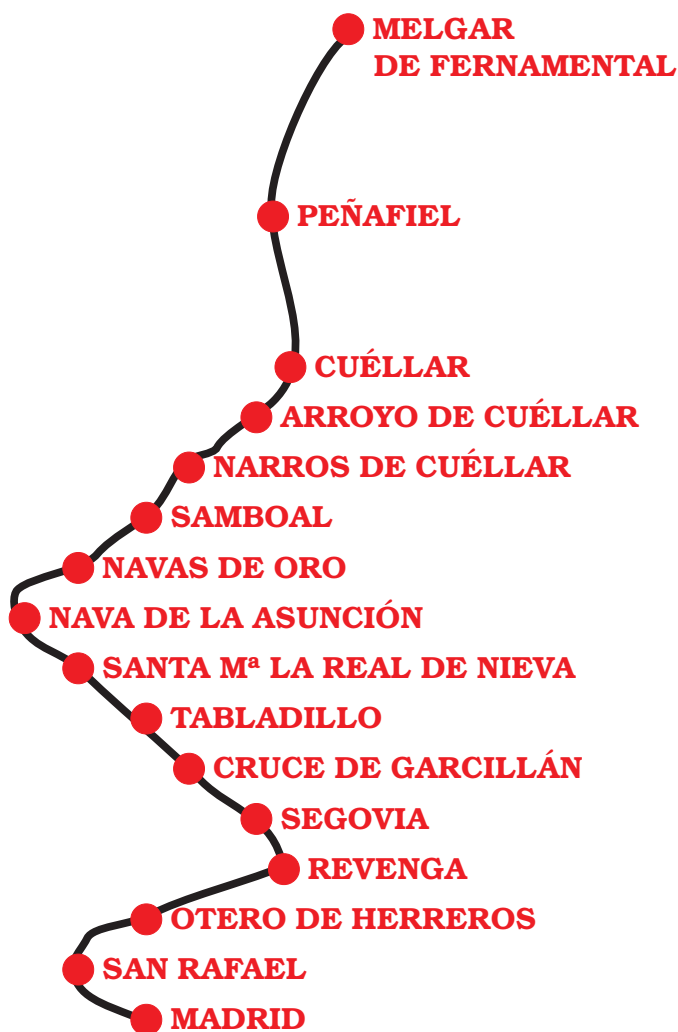 MELGAR
DE FERNAMENTAL
PEÑAFIEL
CUÉLLAR
ARROYO DE CUÉLLAR
NARROS DE CUÉLLAR
SAMBOAL
NAVAS DE ORO
NAVA DE LA ASUNCIÓN
SANTA Mª LA REAL DE NIEVA
TABLADILLO
CRUCE DE GARCILLÁN
SEGOVIA
REVENGA
OTERO DE HERREROS
SAN RAFAEL
MADRID